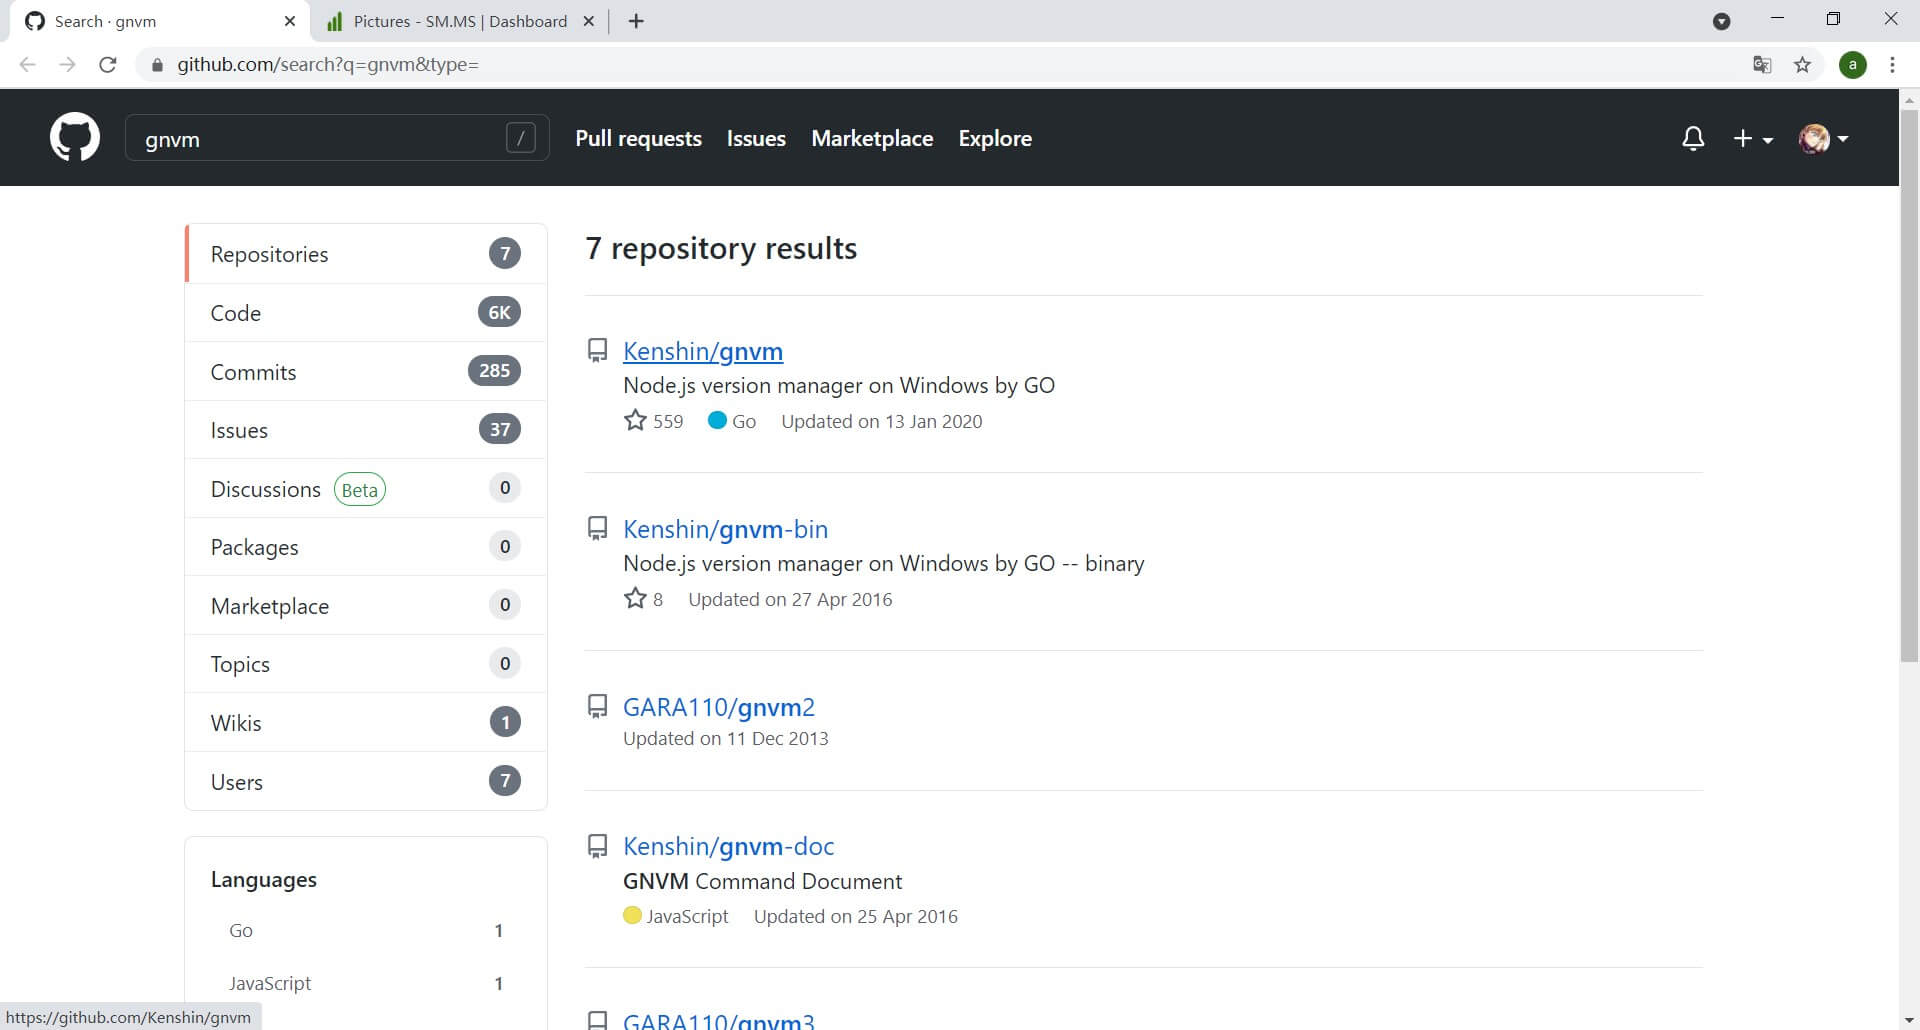 Search · gnvm
Pictures - SM.MS | Dashboard
github.com/search?q=gnvm&type=
a
gnvm
/
Pull requests
Issues
Marketplace
Explore
Repositories 7
Code 6K
Commits 285
Issues 37
Discussions Beta 0
Packages 0
Marketplace 0
Topics 0
Wikis 1
Users 7
Languages
Go 1
JavaScript 1
7 repository results
Kenshin/gnvm
Node.js version manager on Windows by GO
559 Go Updated on 13 Jan 2020
Kenshin/gnvm-bin
Node.js version manager on Windows by GO -- binary
8 Updated on 27 Apr 2016
GARA110/gnvm2
Updated on 11 Dec 2013
Kenshin/gnvm-doc
GNVM Command Document
JavaScript Updated on 25 Apr 2016
GARA110/gnvm3
https://github.com/Kenshin/gnvm